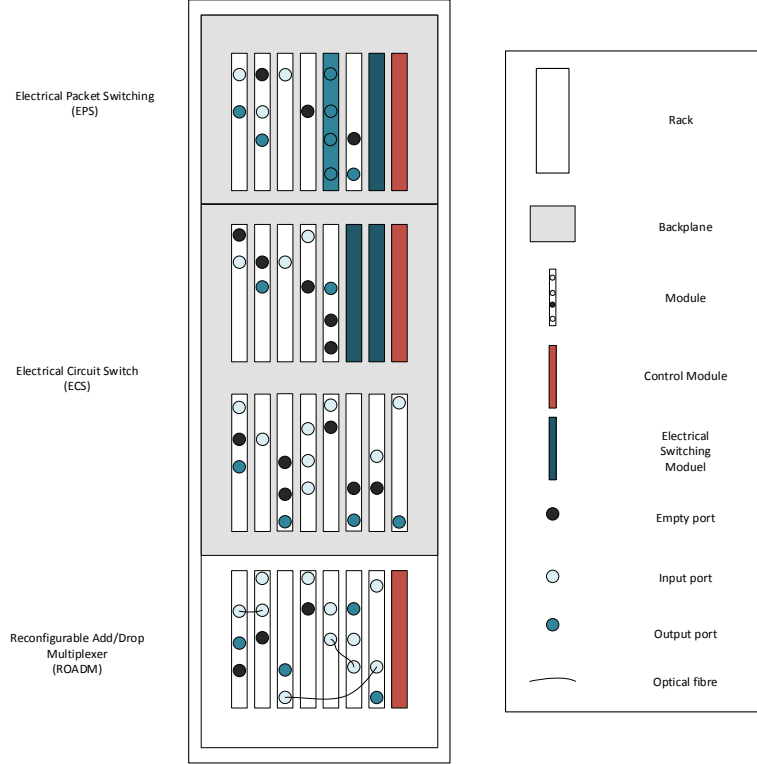 Electrical Packet Switching
(EPS)
Electrical Circuit Switch
(ECS)
Reconfigurable Add/Drop
Multiplexer
(ROADM)
Rack
Backplane
Module
Control Module
Electrical
Switching
Moduel
Empty port
Input port
Output port
Optical fibre